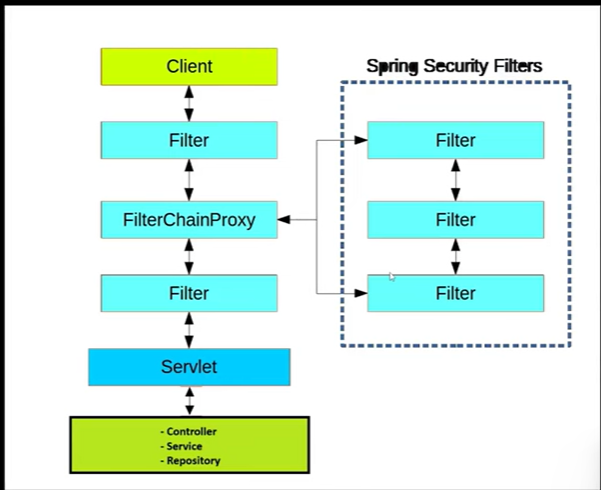 Client
Filter
FilterChainProxy
Filter
Servlet
- Controller
- Service
- Repository
Spring Security Filters
Filter
Filter
Filter